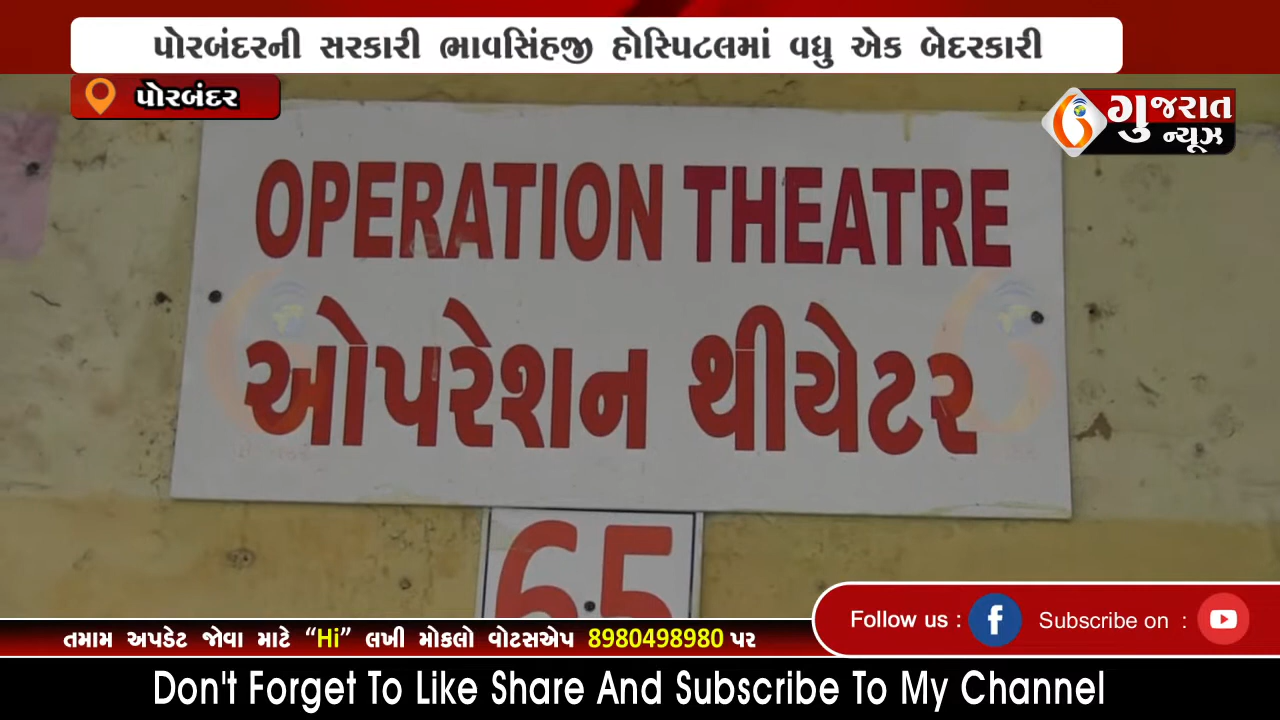 પોરબંદરની સરકારી ભાવસિંહજી હોસ્પિટલમાં વધુ એક બેદરકારી
પોરબંદર
ગુજરાત
ન્યૂઝ
OPERATION THEATRE
ઓપરેશન થીયેટર
65
Follow us :
Subscribe on :
તમામ અપડેટ જોવા માટે “Hi” લખી મોકલો વોટસએપ 8980498980 પર
Don't Forget To Like Share And Subscribe To My Channel